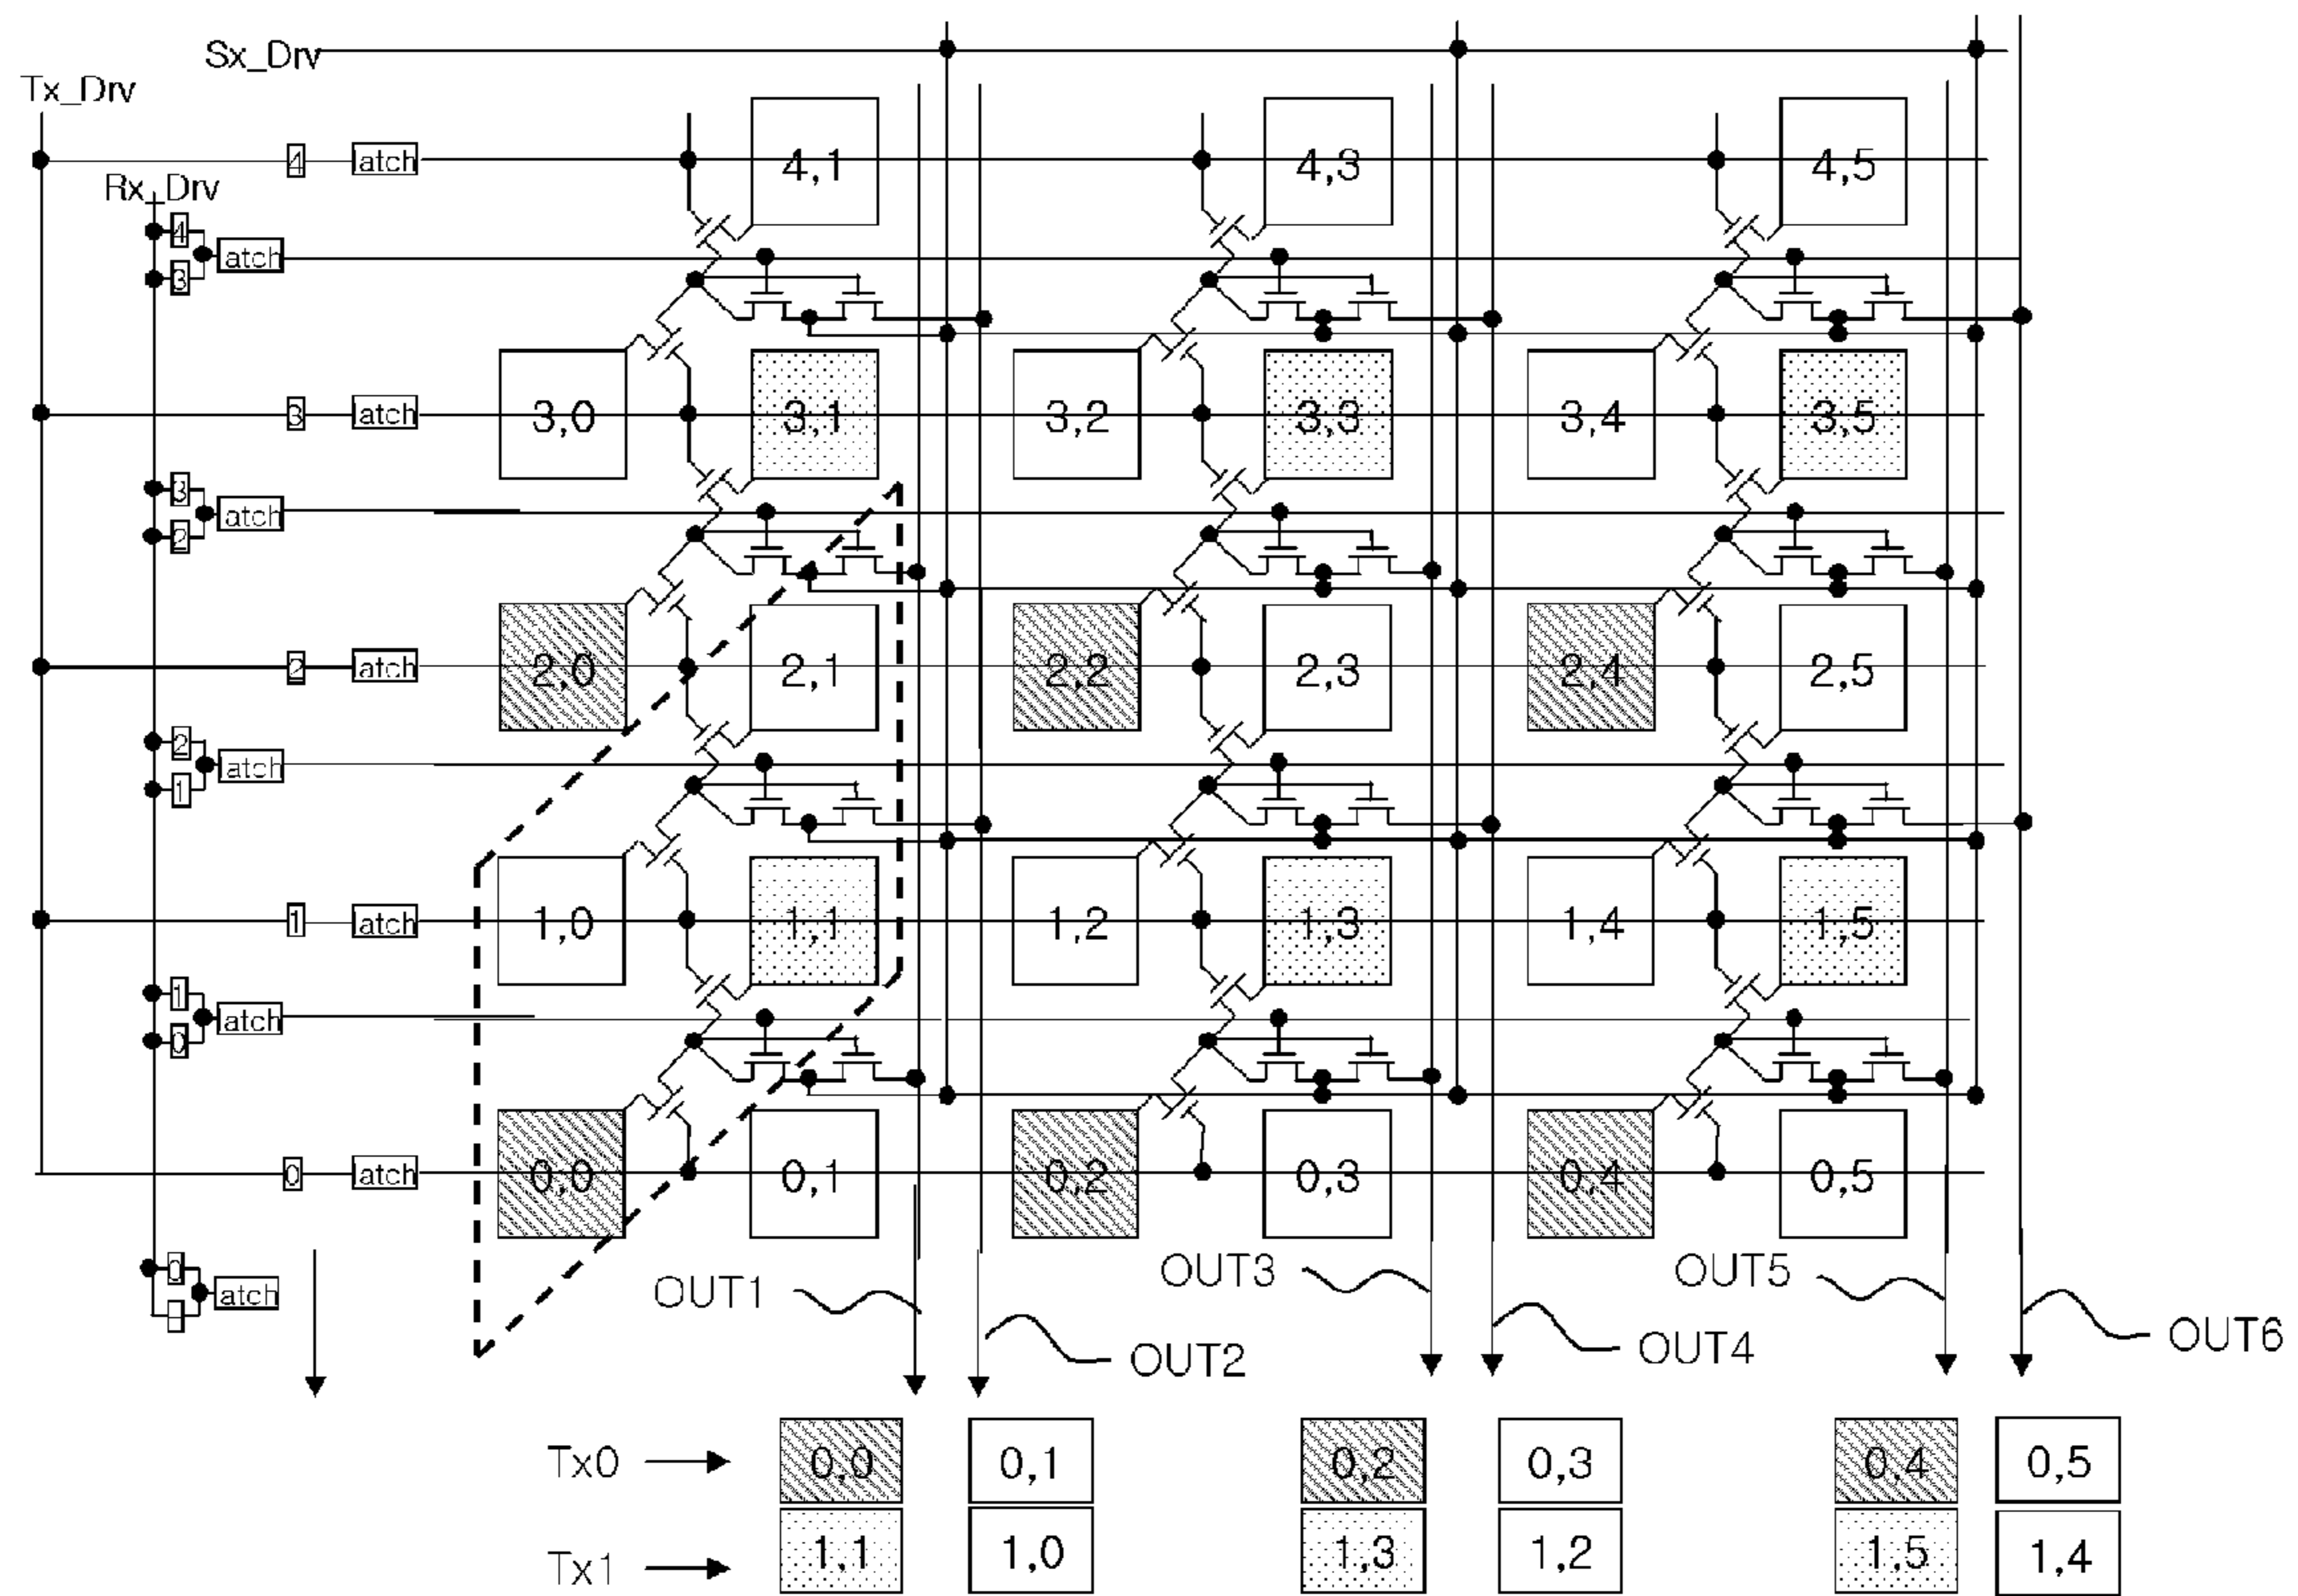 Sx_Drv
Tx_Drv
4 latch 4,1 4,3 4,5
Rx_Drv
4 latch
3
3 latch 3,0 3,1 3,2 3,3 3,4 3,5
3 latch
2
2 latch 2,0 2,1 2,2 2,3 2,4 2,5
2 latch
1
1 latch 1,0 1,1 1,2 1,3 1,4 1,5
1 latch
0
0 latch 0,0 0,1 0,2 0,3 0,4 0,5
0 latch
OUT1 OUT3 OUT5
OUT2 OUT4 OUT6
Tx0 0,0 0,1 0,2 0,3 0,4 0,5
Tx1 1,1 1,0 1,3 1,2 1,5 1,4